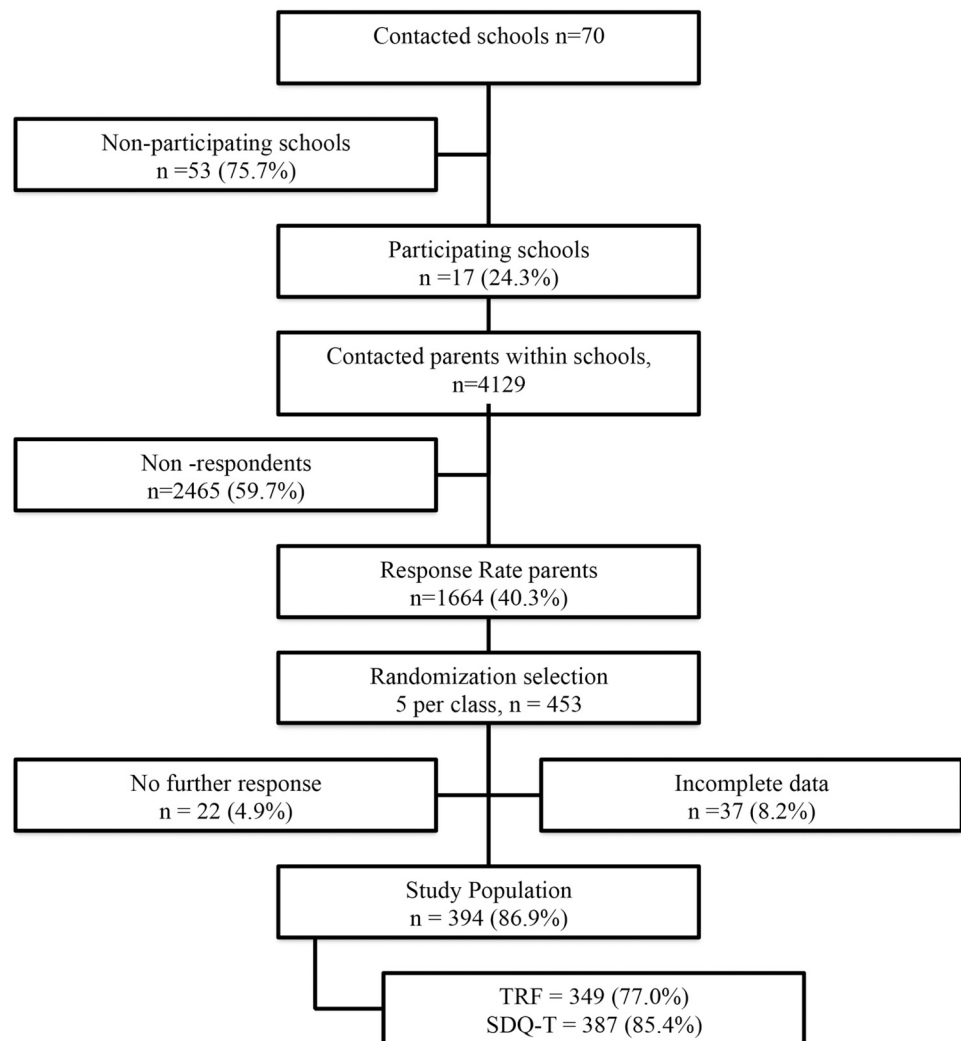 Contacted schools n=70
Non-participating schools
n =53 (75.7%)
Participating schools
n =17 (24.3%)
Contacted parents within schools,
n=4129
Non -respondents
n=2465 (59.7%)
Response Rate parents
n=1664 (40.3%)
Randomization selection
5 per class, n = 453
No further response
n = 22 (4.9%)
Incomplete data
n =37 (8.2%)
Study Population
n = 394 (86.9%)
TRF = 349 (77.0%)
SDQ-T = 387 (85.4%)